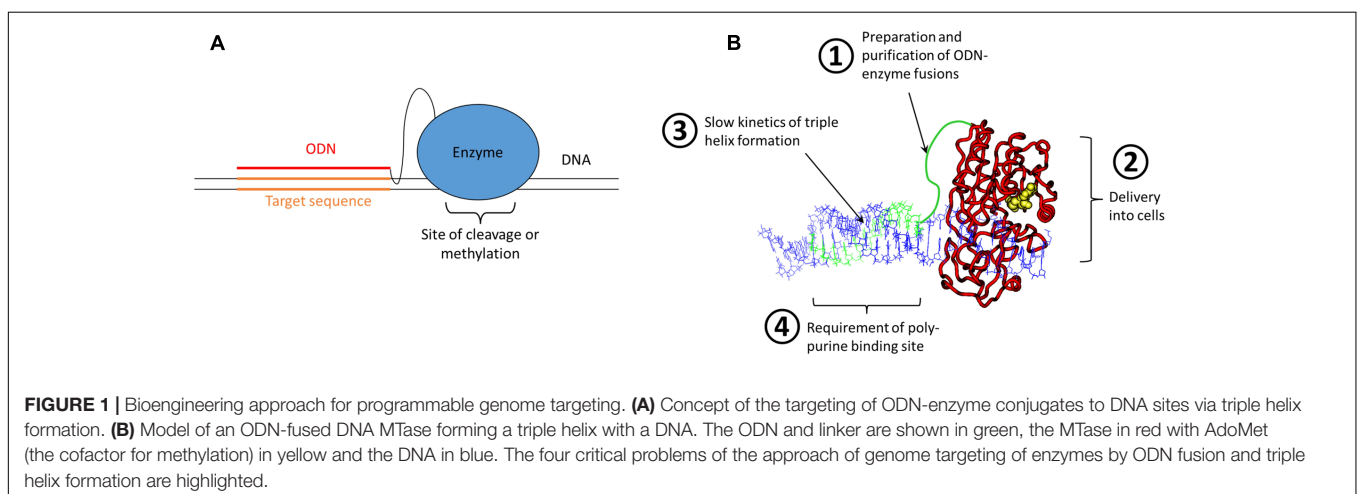 A
ODN
Enzyme
DNA
Target sequence
Site of cleavage or
methylation
B
1
Preparation and
purification of ODN-
enzyme fusions
3
Slow kinetics of triple
helix formation
2
Delivery
into cells
4
Requirement of poly-
purine binding site
FIGURE 1 | Bioengineering approach for programmable genome targeting. (A) Concept of the targeting of ODN-enzyme conjugates to DNA sites via triple helix
formation. (B) Model of an ODN-fused DNA MTase forming a triple helix with a DNA. The ODN and linker are shown in green, the MTase in red with AdoMet
(the cofactor for methylation) in yellow and the DNA in blue. The four critical problems of the approach of genome targeting of enzymes by ODN fusion and triple
helix formation are highlighted.